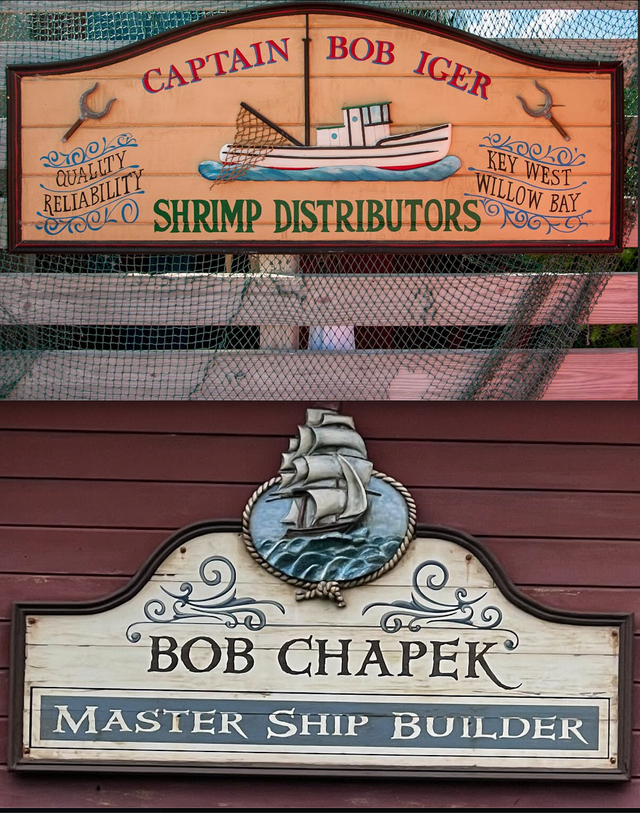 CAPTAIN BOB IGER
QUALITY
RELIABILITY
KEY WEST
WILLOW BAY
SHRIMP DISTRIBUTORS
BOB CHAPEK
MASTER SHIP BUILDER